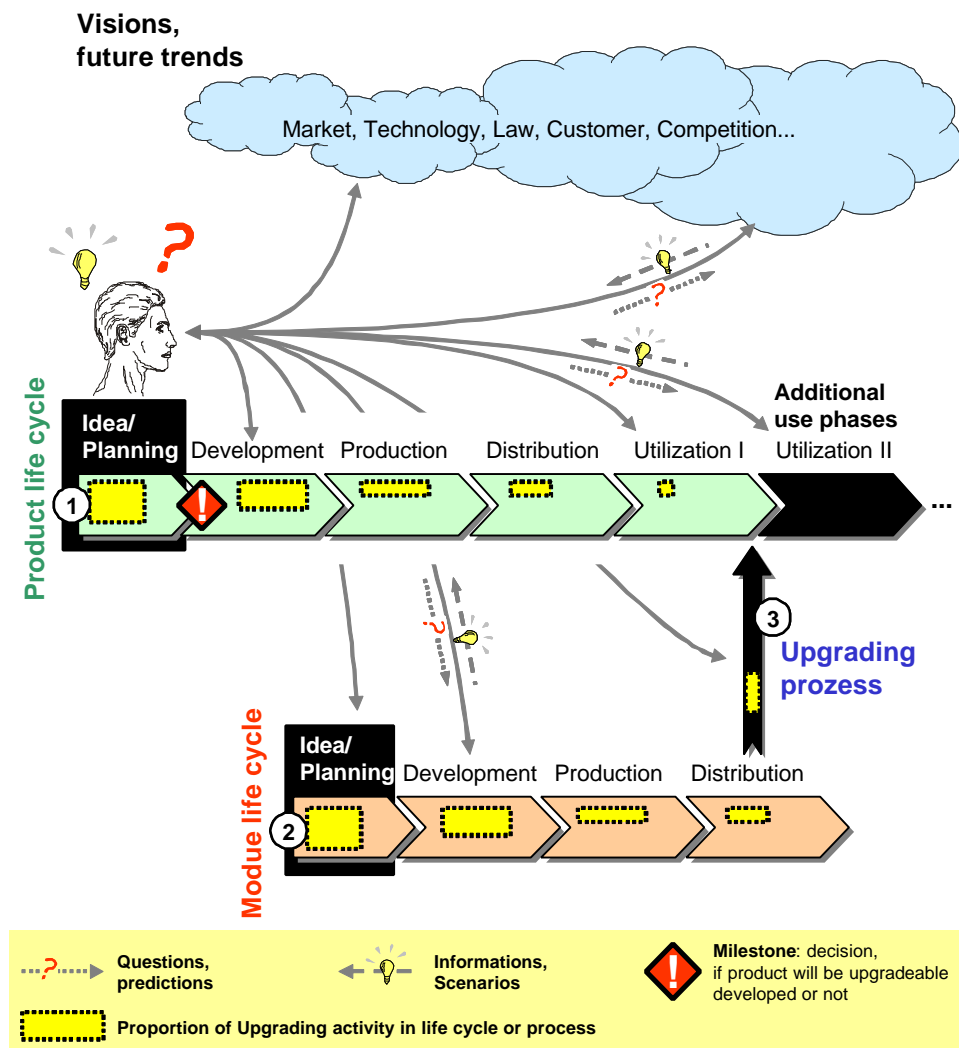 Visions,
future trends
Market, Technology, Law, Customer, Competition...
?
?
?
Additional
use phases
Product life cycle
Idea/
Planning
Development
Production
Distribution
Utilization I
Utilization II
1
!
...
?
3
Upgrading
prozess
Modue life cycle
Idea/
Planning
Development
Production
Distribution
2
?
Questions,
predictions
Informations,
Scenarios
!
Milestone: decision,
if product will be upgradeable
developed or not
Proportion of Upgrading activity in life cycle or process